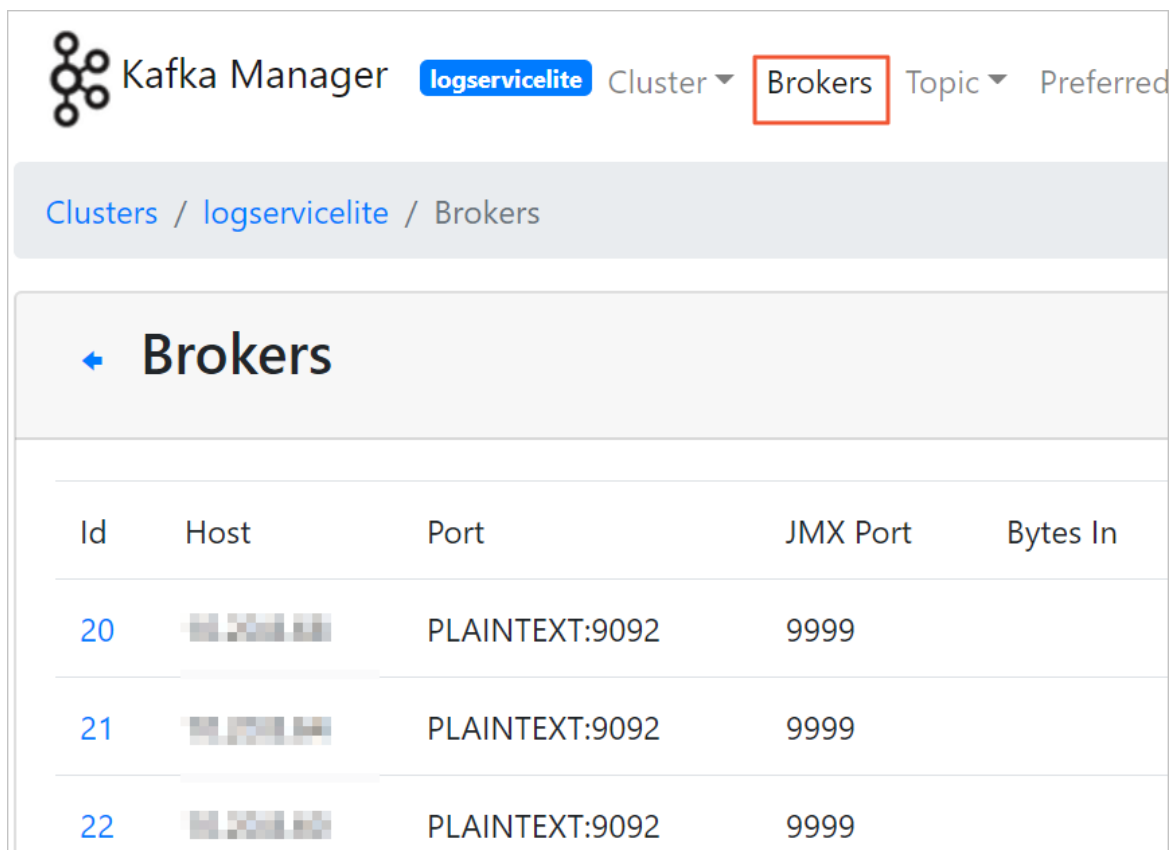 Kafka Manager logservicelite Cluster Brokers Topic Preferred
Clusters / logservicelite / Brokers
Brokers
Id Host Port JMX Port Bytes In
20 PLAINTEXT:9092 9999
21 PLAINTEXT:9092 9999
22 PLAINTEXT:9092 9999